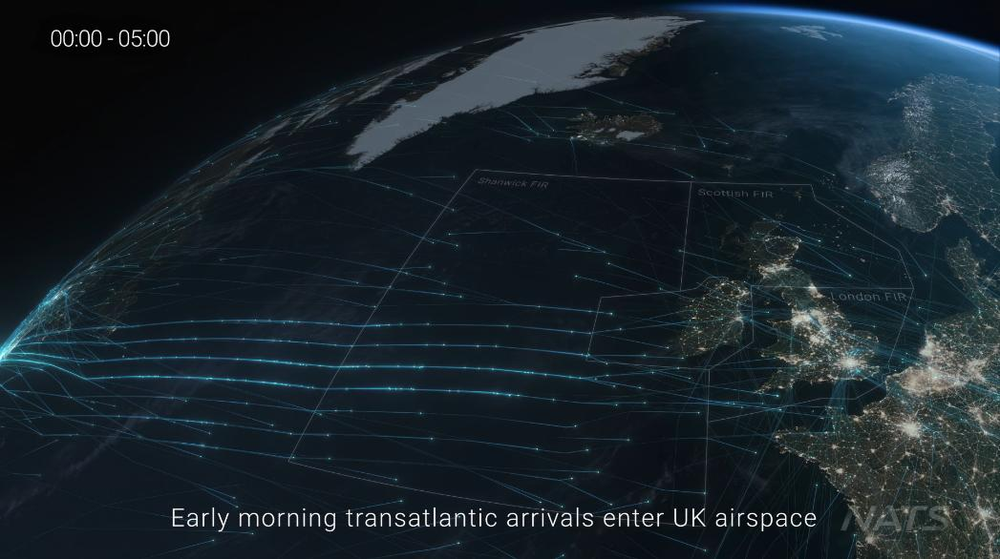 00:00 - 05:00
Shanwick FIR
Scottish FIR
London FIR
Early morning transatlantic arrivals enter UK airspace
NATS